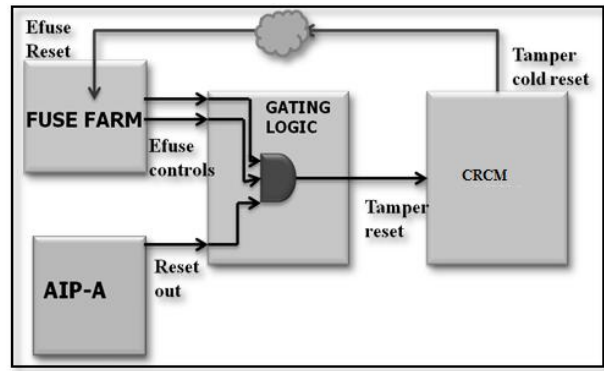 Efuse
Reset
Tamper
cold reset
FUSE FARM
GATING
LOGIC
Efuse
controls
CRCM
Tamper
reset
Reset
out
AIP-A